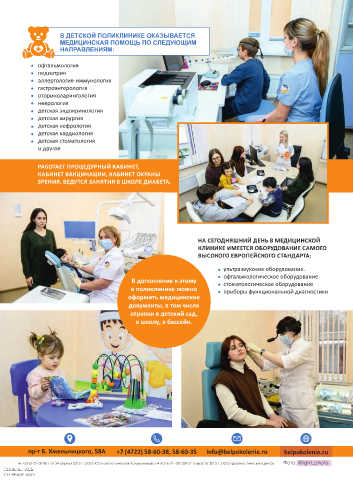 В ДЕТСКОЙ ПОЛИКЛИНИКЕ ОКАЗЫВАЕТСЯ
МЕДИЦИНСКАЯ ПОМОЩЬ ПО СЛЕДУЮЩИМ
НАПРАВЛЕНИЯМ:
офтальмология
педиатрия
аллергология-иммунология
гастроэнтерология
оториноларингология
неврология
детская эндокринология
детская хирургия
детская нефрология
детская кардиология
детская стоматология
и другое
РАБОТАЕТ ПРОЦЕДУРНЫЙ КАБИНЕТ,
КАБИНЕТ ВАКЦИНАЦИИ, КАБИНЕТ ОХРАНЫ
ЗРЕНИЯ. ВЕДУТСЯ ЗАНЯТИЯ В ШКОЛЕ ДИАБЕТА.
НА СЕГОДНЯШНИЙ ДЕНЬ В МЕДИЦИНСКОЙ
КЛИНИКЕ ИМЕЕТСЯ ОБОРУДОВАНИЕ САМОГО
ВЫСОКОГО ЕВРОПЕЙСКОГО СТАНДАРТА:
ультразвуковое оборудование
офтальмологическое оборудование
стоматологическое оборудование
приборы функциональной диагностики
В дополнение к этому
в поликлинике можно
оформить медицинские
документы, в том числе
справки в детский сад,
в школу, в бассейн.
пр-т Б. Хмельницкого, 58А +7 (4722) 58-60-38, 58-60-35 info@belpokolenie.ru belpokolenie.ru